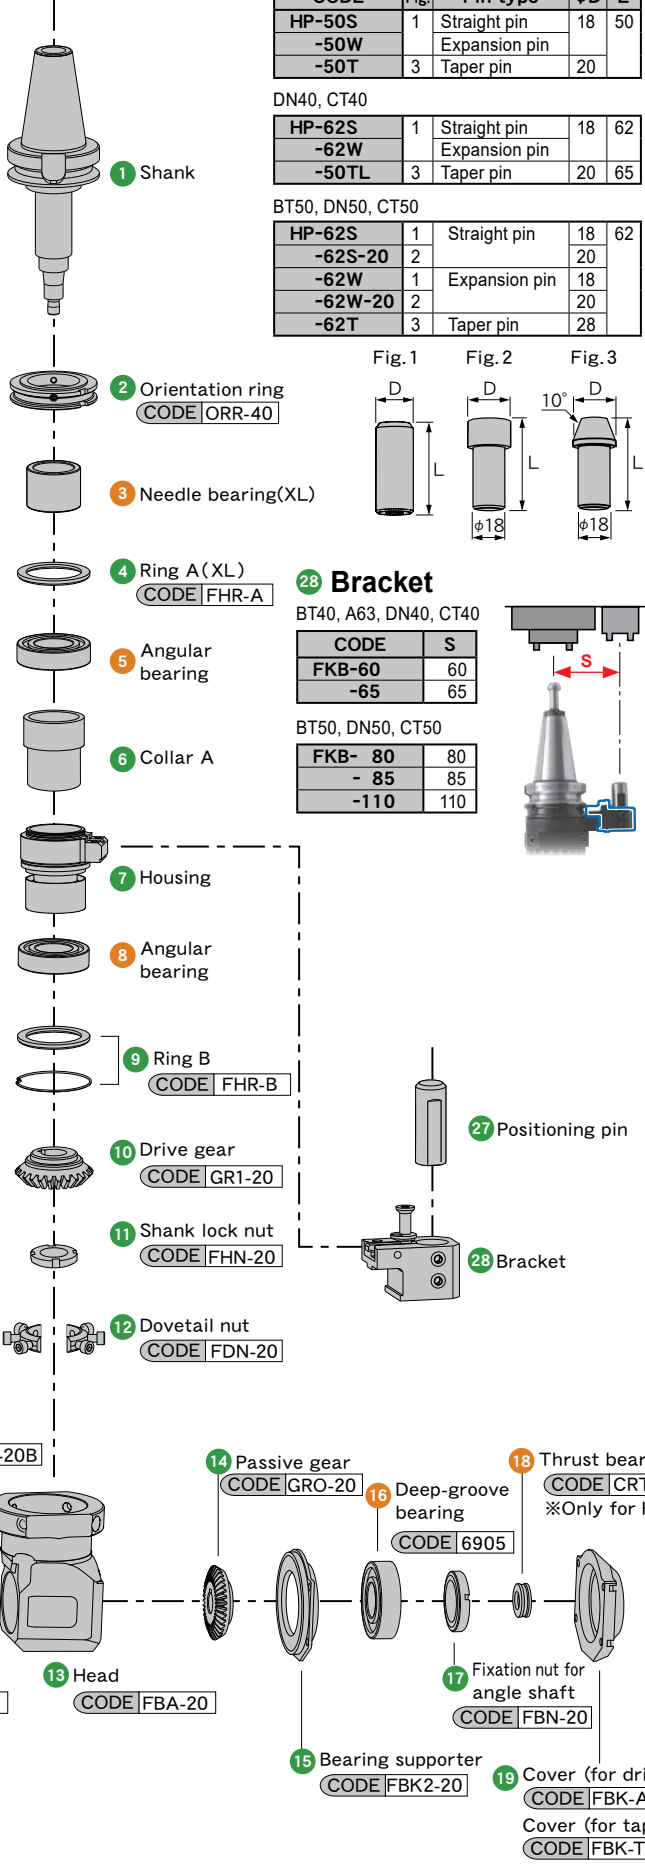 CODE Fig. Pin type φD L
HP-50S 1 Straight pin 18 50
-50W Expansion pin
-50T 3 Taper pin 20
DN40, CT40
HP-62S 1 Straight pin 18 62
-62W Expansion pin
-50TL 3 Taper pin 20 65
BT50, DN50, CT50
HP-62S 1 Straight pin 18 62
-62S-20 2 20
-62W 1 Expansion pin 18
-62W-20 2 20
-62T 3 Taper pin 28
1 Shank
Fig.1 Fig.2 Fig.3
D D 10° D
L L L
φ18 φ18
2 Orientation ring
CODE ORR-40
3 Needle bearing(XL)
4 Ring A(XL)
CODE FHR-A
5 Angular
bearing
6 Collar A
7 Housing
8 Angular
bearing
9 Ring B
CODE FHR-B
10 Drive gear
CODE GR1-20
11 Shank lock nut
CODE FHN-20
12 Dovetail nut
CODE FDN-20
28 Bracket
BT40, A63, DN40, CT40
CODE S
FKB-60 60
-65 65
BT50, DN50, CT50
FKB- 80 80
- 85 85
-110 110
S
27 Positioning pin
28 Bracket
-20B
13 Head
CODE FBA-20
14 Passive gear
CODE GRO-20
15 Bearing supporter
CODE FBK2-20
16 Deep-groove
bearing
CODE 6905
17 Fixation nut for
angle shaft
CODE FBN-20
18 Thrust bear
CODE CRT
※Only for h
19 Cover (for dri
CODE FBK-A
Cover (for tap
CODE FBK-T